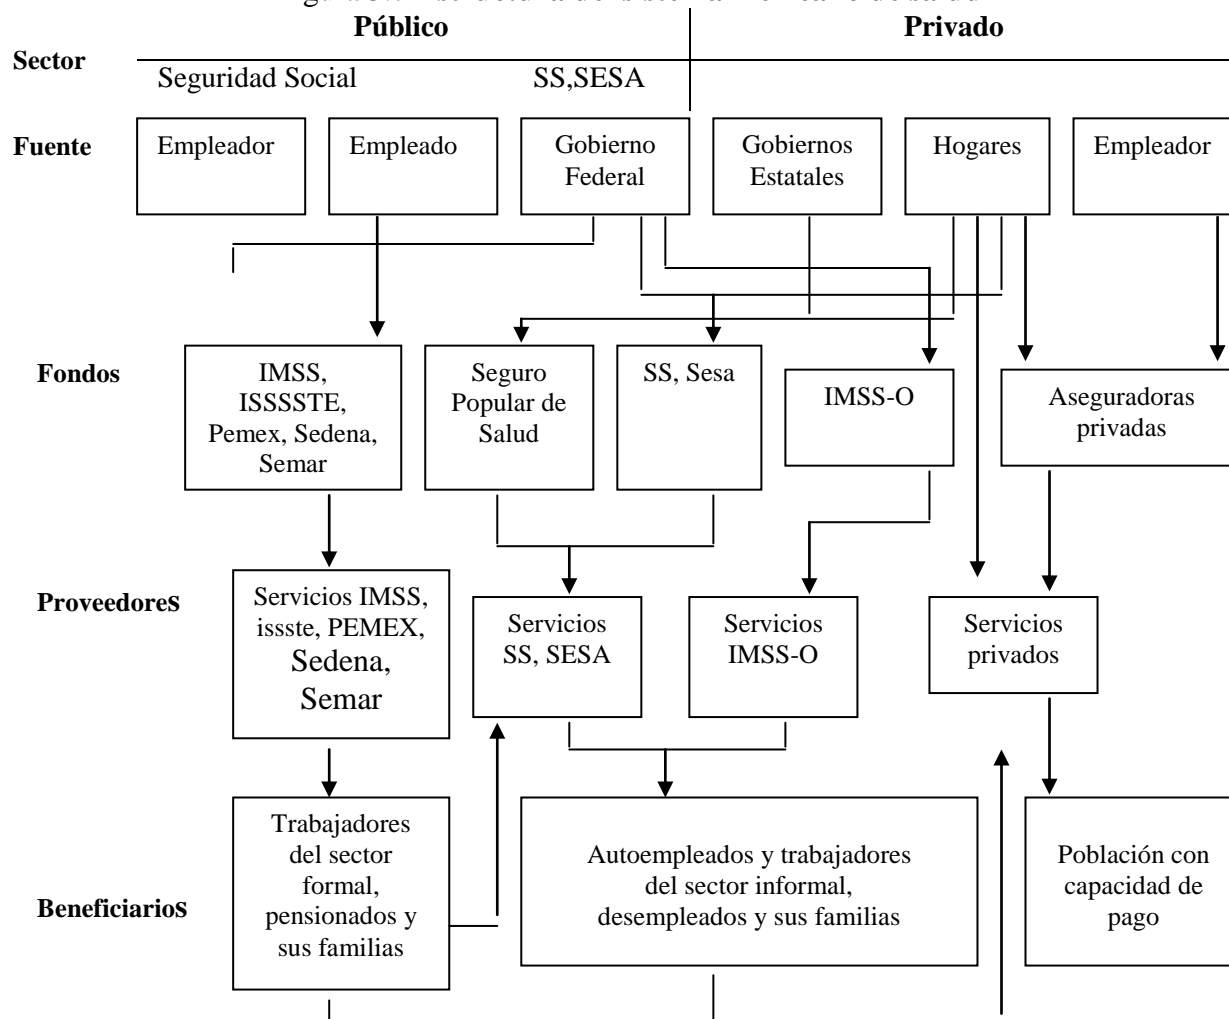 Público Privado
Sector
Seguridad Social SS,SESA
Fuente
Empleador
Empleado
Gobierno
Federal
Gobiernos
Estatales
Hogares
Empleador
Fondos
IMSS,
ISSSSTE,
Pemex, Sedena,
Semar
Seguro
Popular de
Salud
SS, Sesa
IMSS-O
Aseguradoras
privadas
Proveedores
Servicios IMSS,
issste, PEMEX,
Sedena,
Semar
Servicios
SS, SESA
Servicios
IMSS-O
Servicios
privados
Beneficiarios
Trabajadores
del sector
formal,
pensionados y
sus familias
Autoempleados y trabajadores
del sector informal,
desempleados y sus familias
Población con
capacidad de
pago